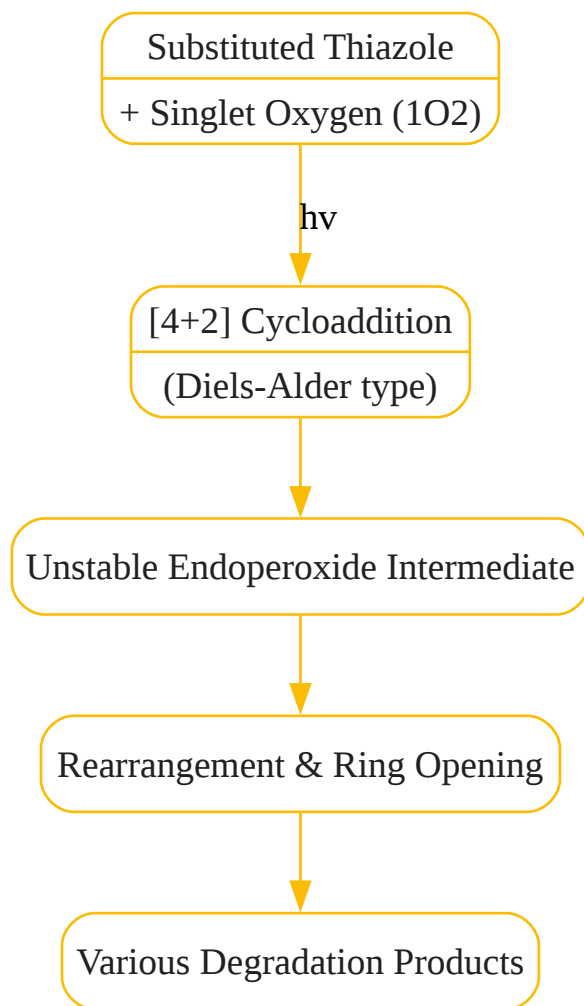 Substituted Thiazole
+ Singlet Oxygen (1O2)
hv
[4+2] Cycloaddition
(Diels-Alder type)
Unstable Endoperoxide Intermediate
Rearrangement & Ring Opening
Various Degradation Products